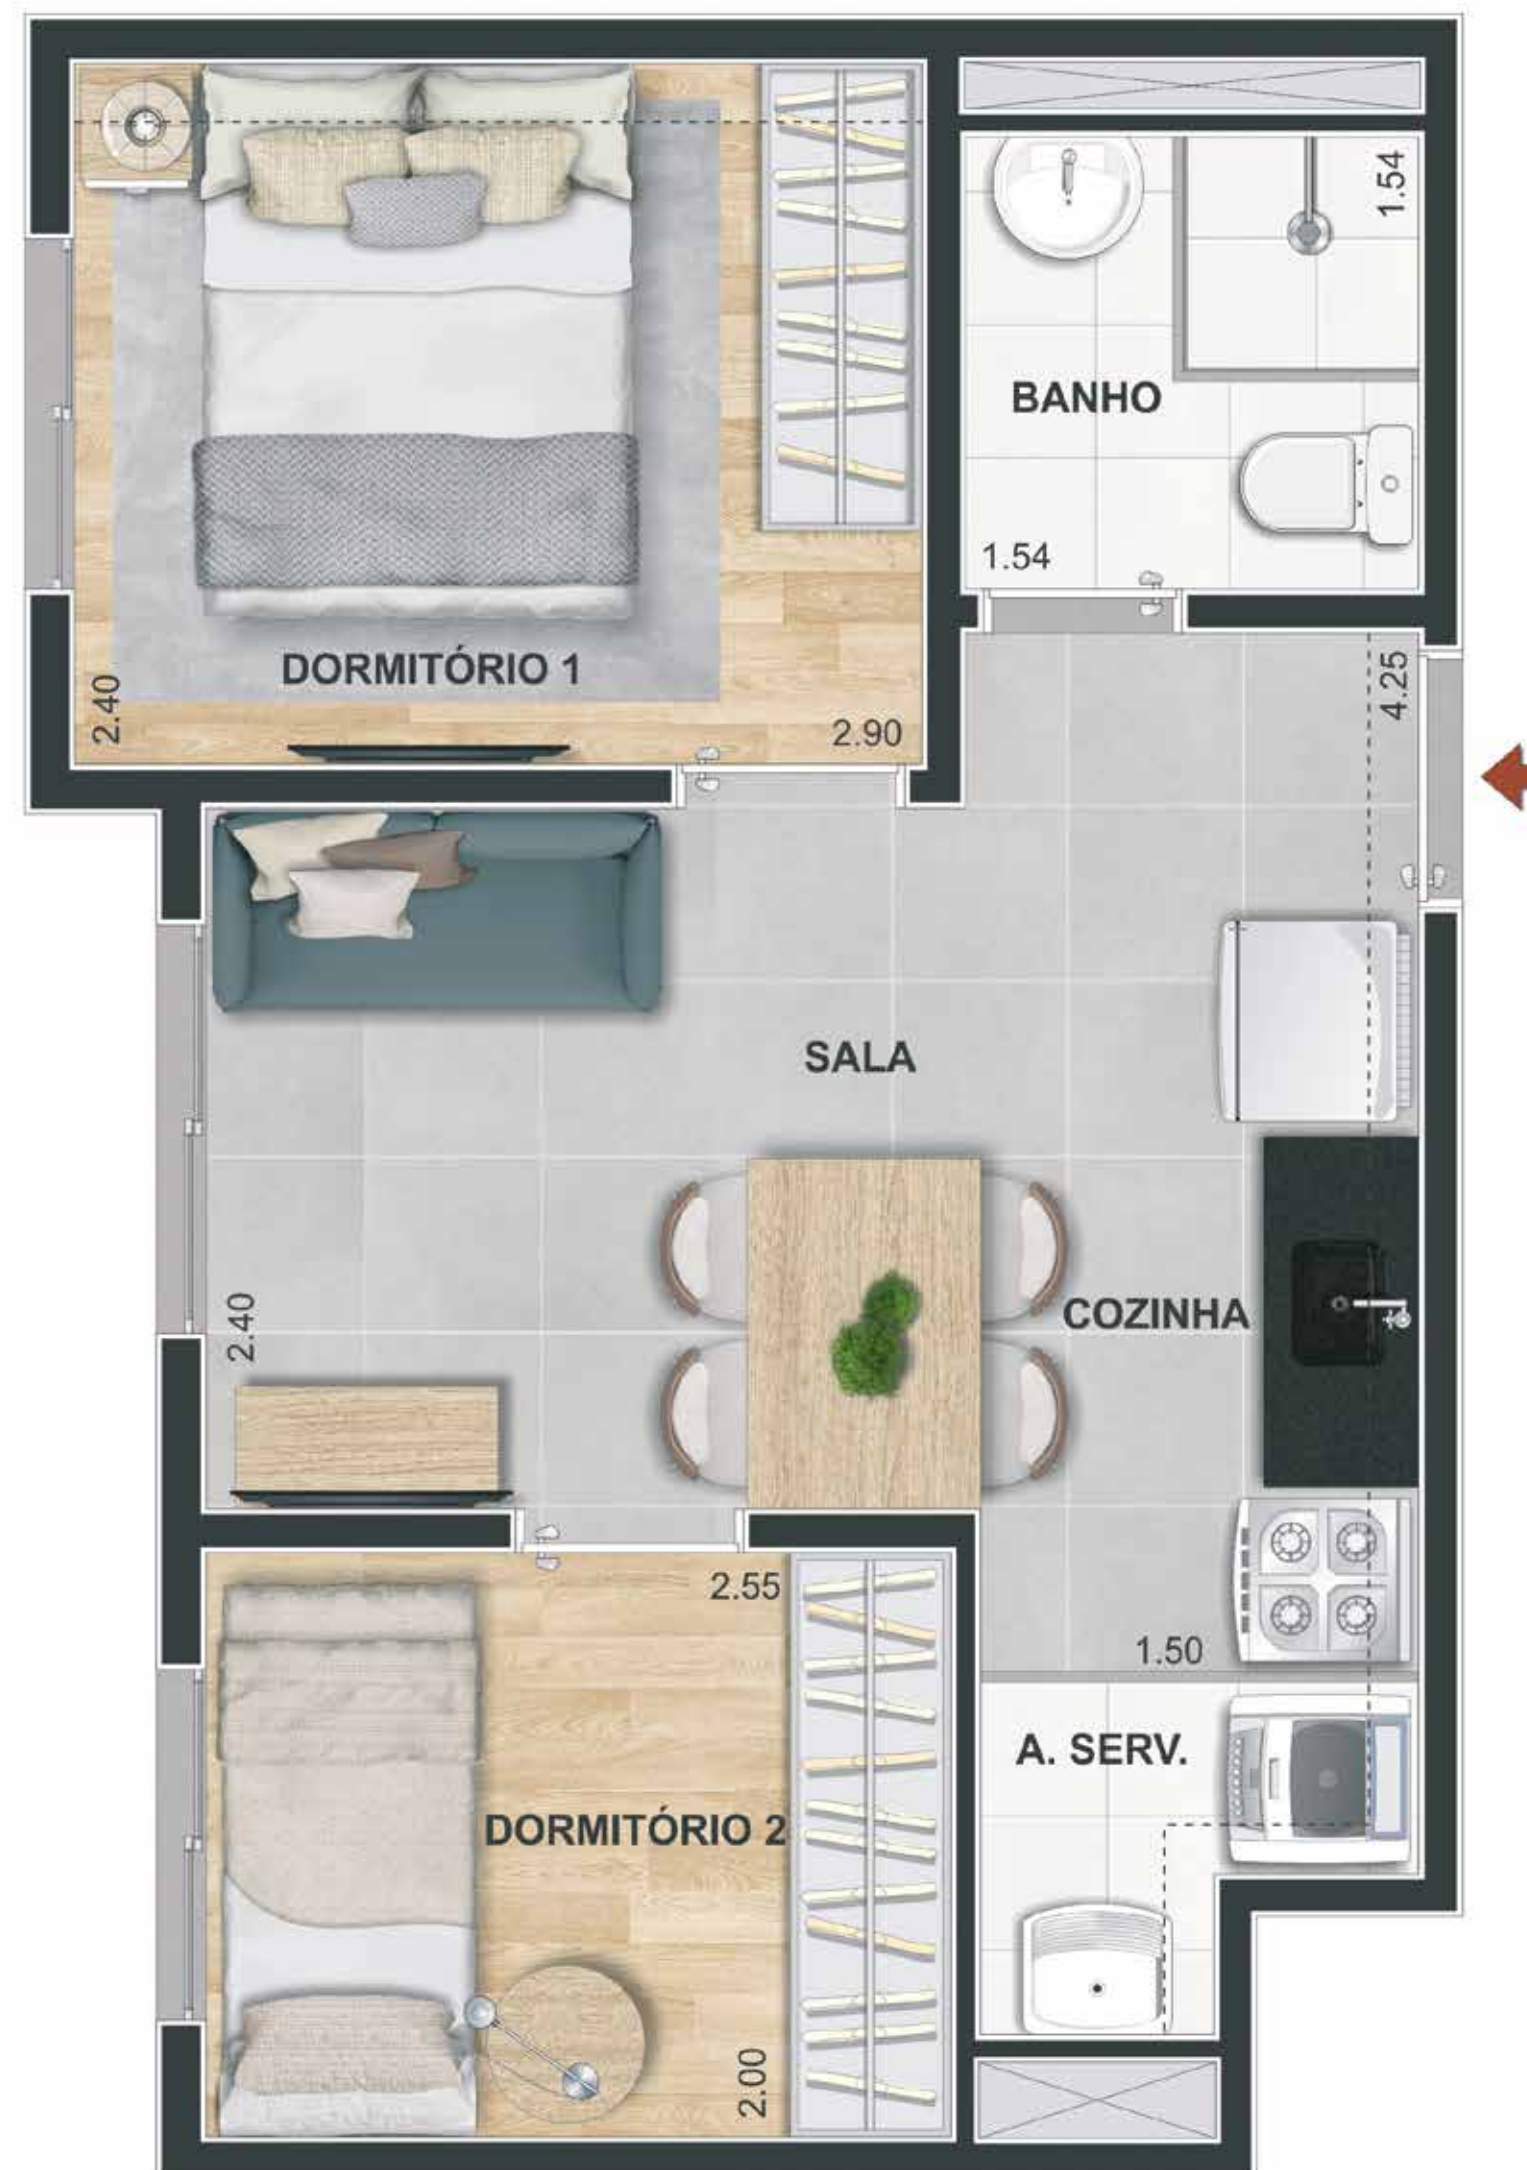 1.54
BANHO
1.54
DORMITÓRIO 1
2.40
2.90
4.25
SALA
2.40
COZINHA
2.55
1.50
A. SERV.
DORMITÓRIO 2
2.00